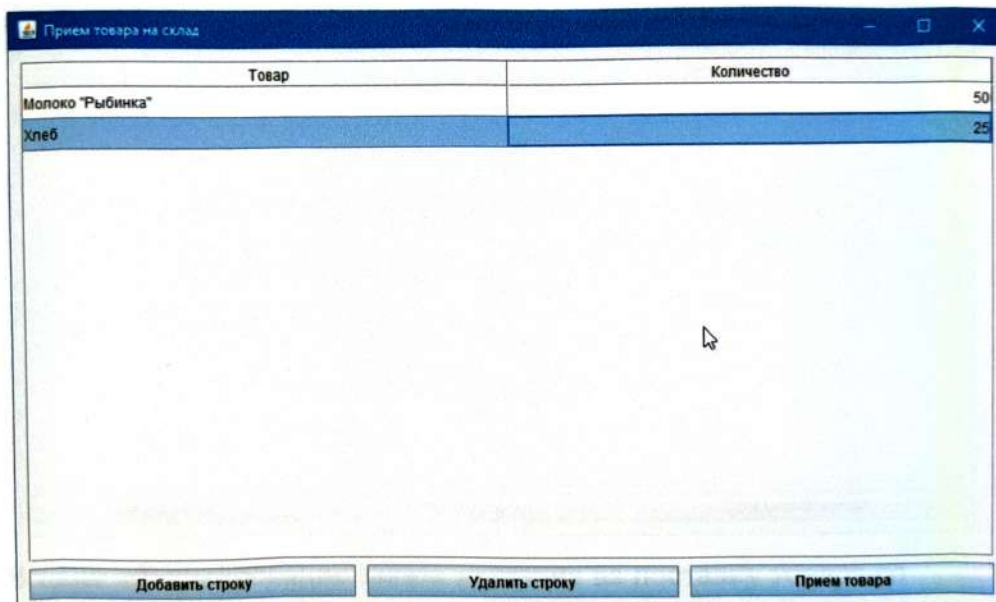 Прием товара на склад
Товар Количество
Молоко "Рыбинка" 50
Хлеб 25
Добавить строку Удалить строку Прием товара